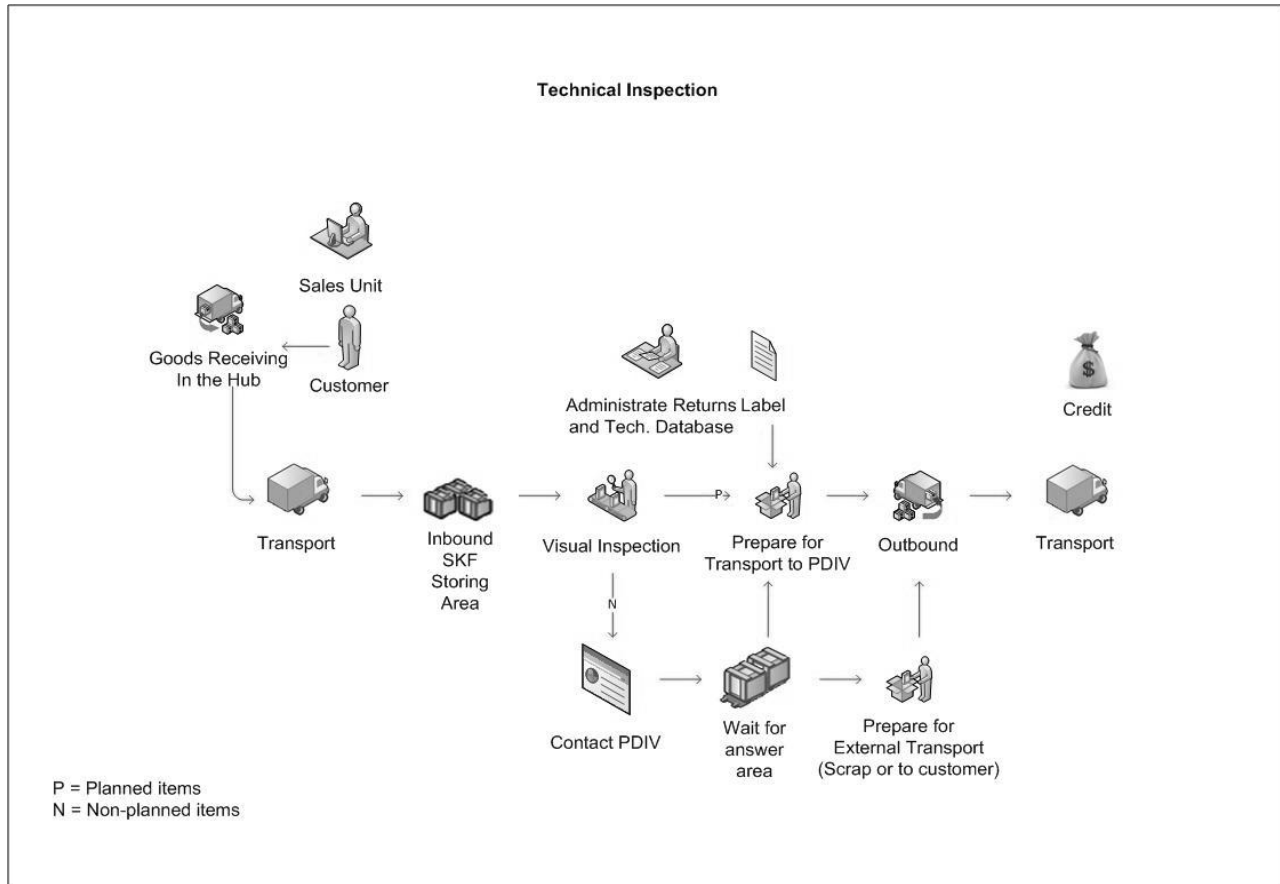 Technical Inspection
Sales Unit
Goods Receiving
In the Hub
Customer
Administrate Returns
and Tech. Database
Label
Credit
Transport
Inbound
SKF
Storing
Area
Visual Inspection
P
Prepare for
Transport to PDIV
Outbound
Transport
N
Contact PDIV
Wait for
answer
area
Prepare for
External Transport
(Scrap or to customer)
P = Planned items
N = Non-planned items
$